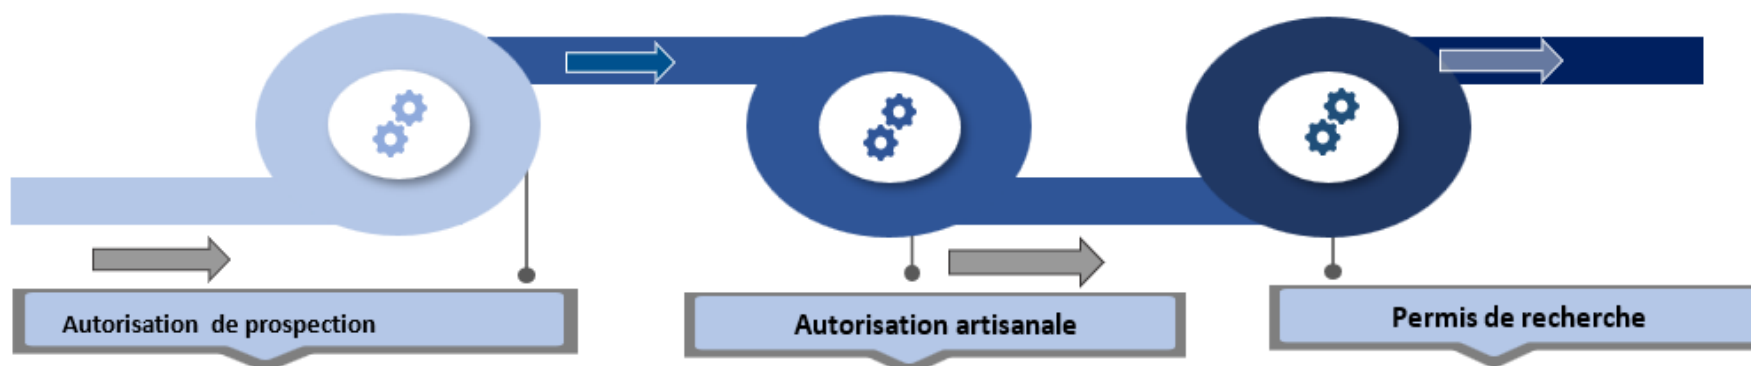 Autorisation de prospection
Autorisation artisanale
Permis de recherche